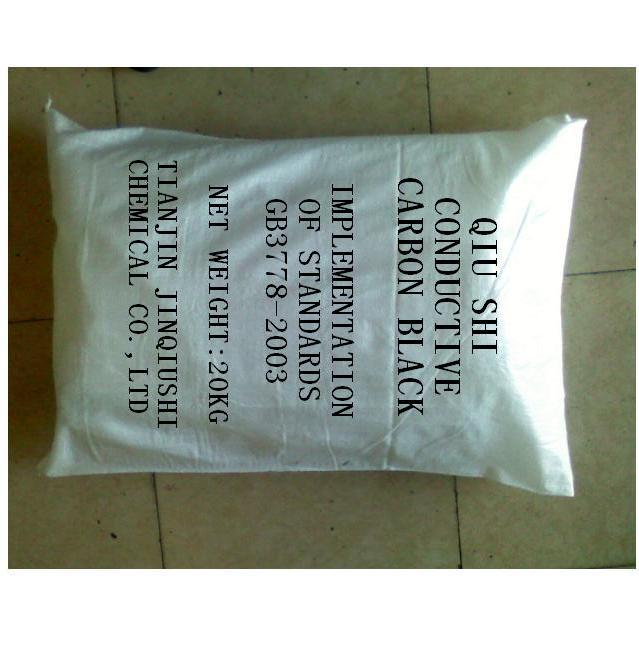 QIU SHI
CONDUCTIVE
CARBON BLACK
IMPLEMENTATION
OF STANDARDS
GB3778-2003
NET WEIGHT:20KG
TIANJIN JINQIUSHI
CHEMICAL CO.,LTD